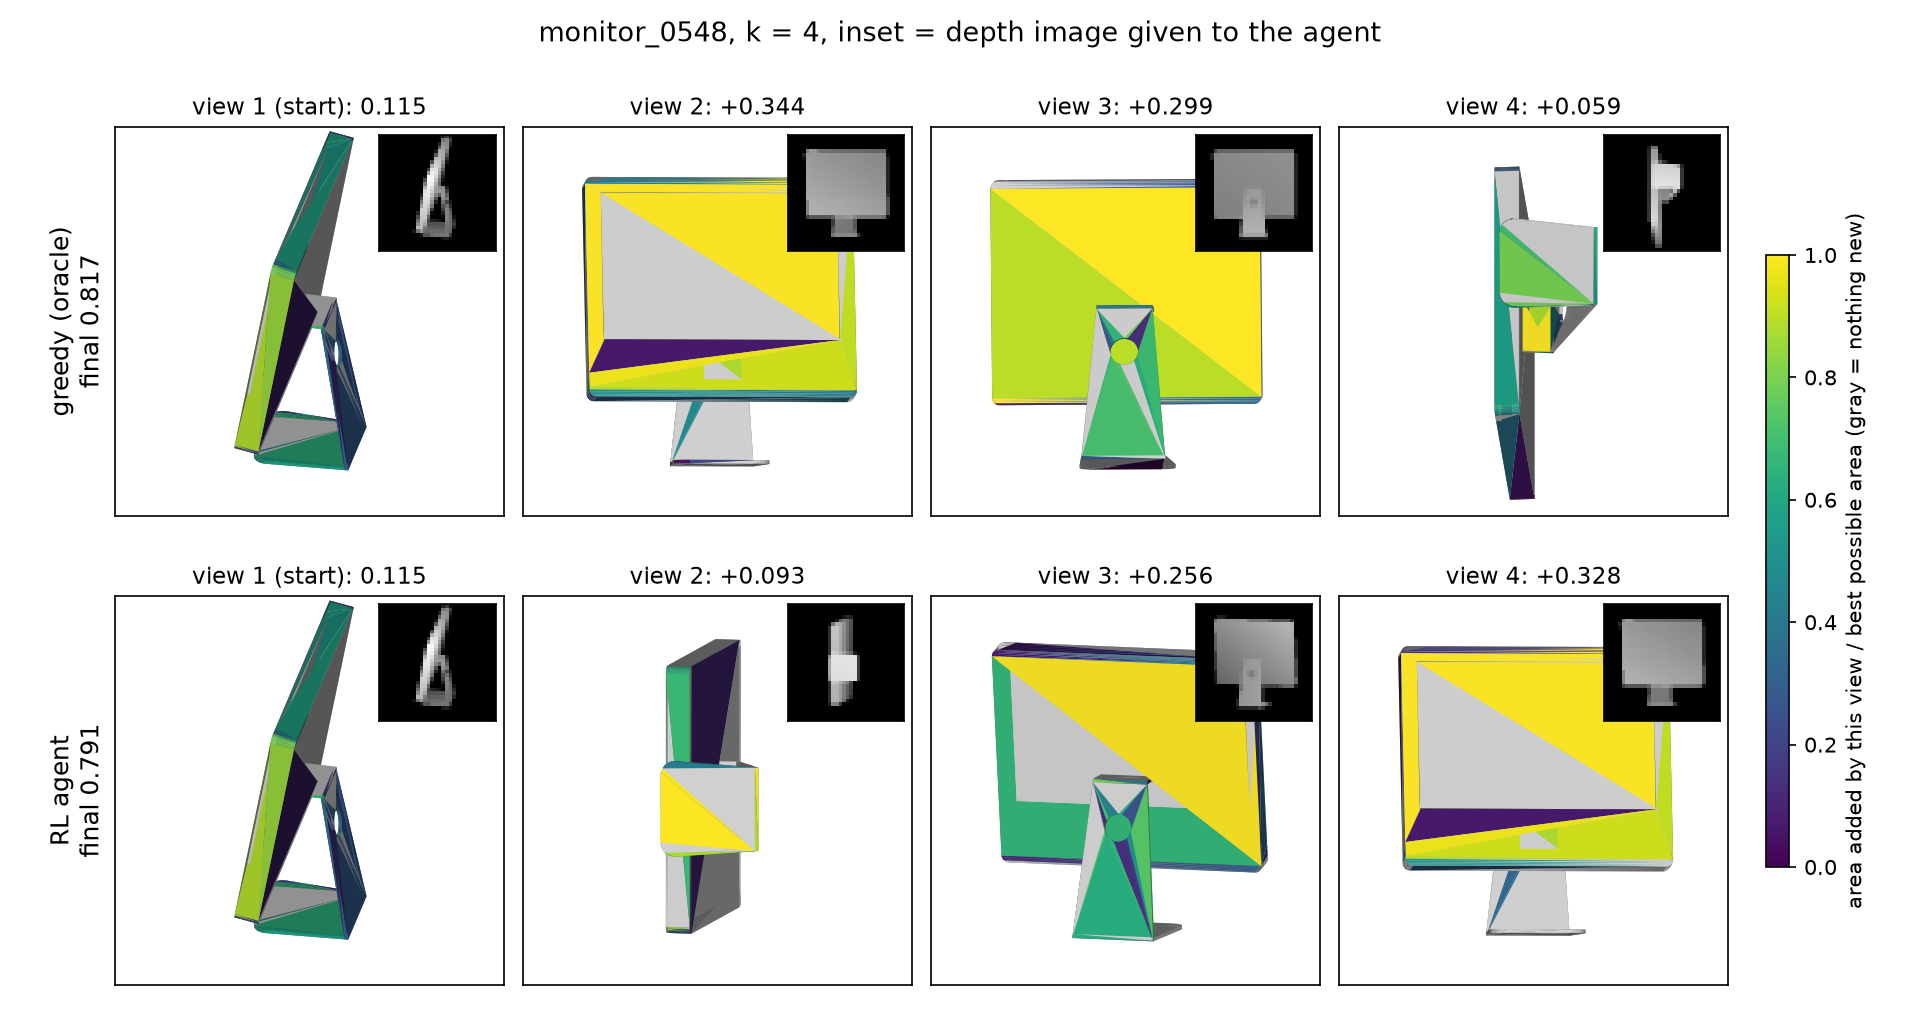 monitor_0548, k = 4, inset = depth image given to the agent
view 1 (start): 0.115
view 2: +0.344
view 3: +0.299
view 4: +0.059
greedy (oracle)
final 0.817
view 1 (start): 0.115
view 2: +0.093
view 3: +0.256
view 4: +0.328
RL agent
final 0.791
1.0
0.8
0.6
0.4
0.2
0.0
area added by this view / best possible area (gray = nothing new)